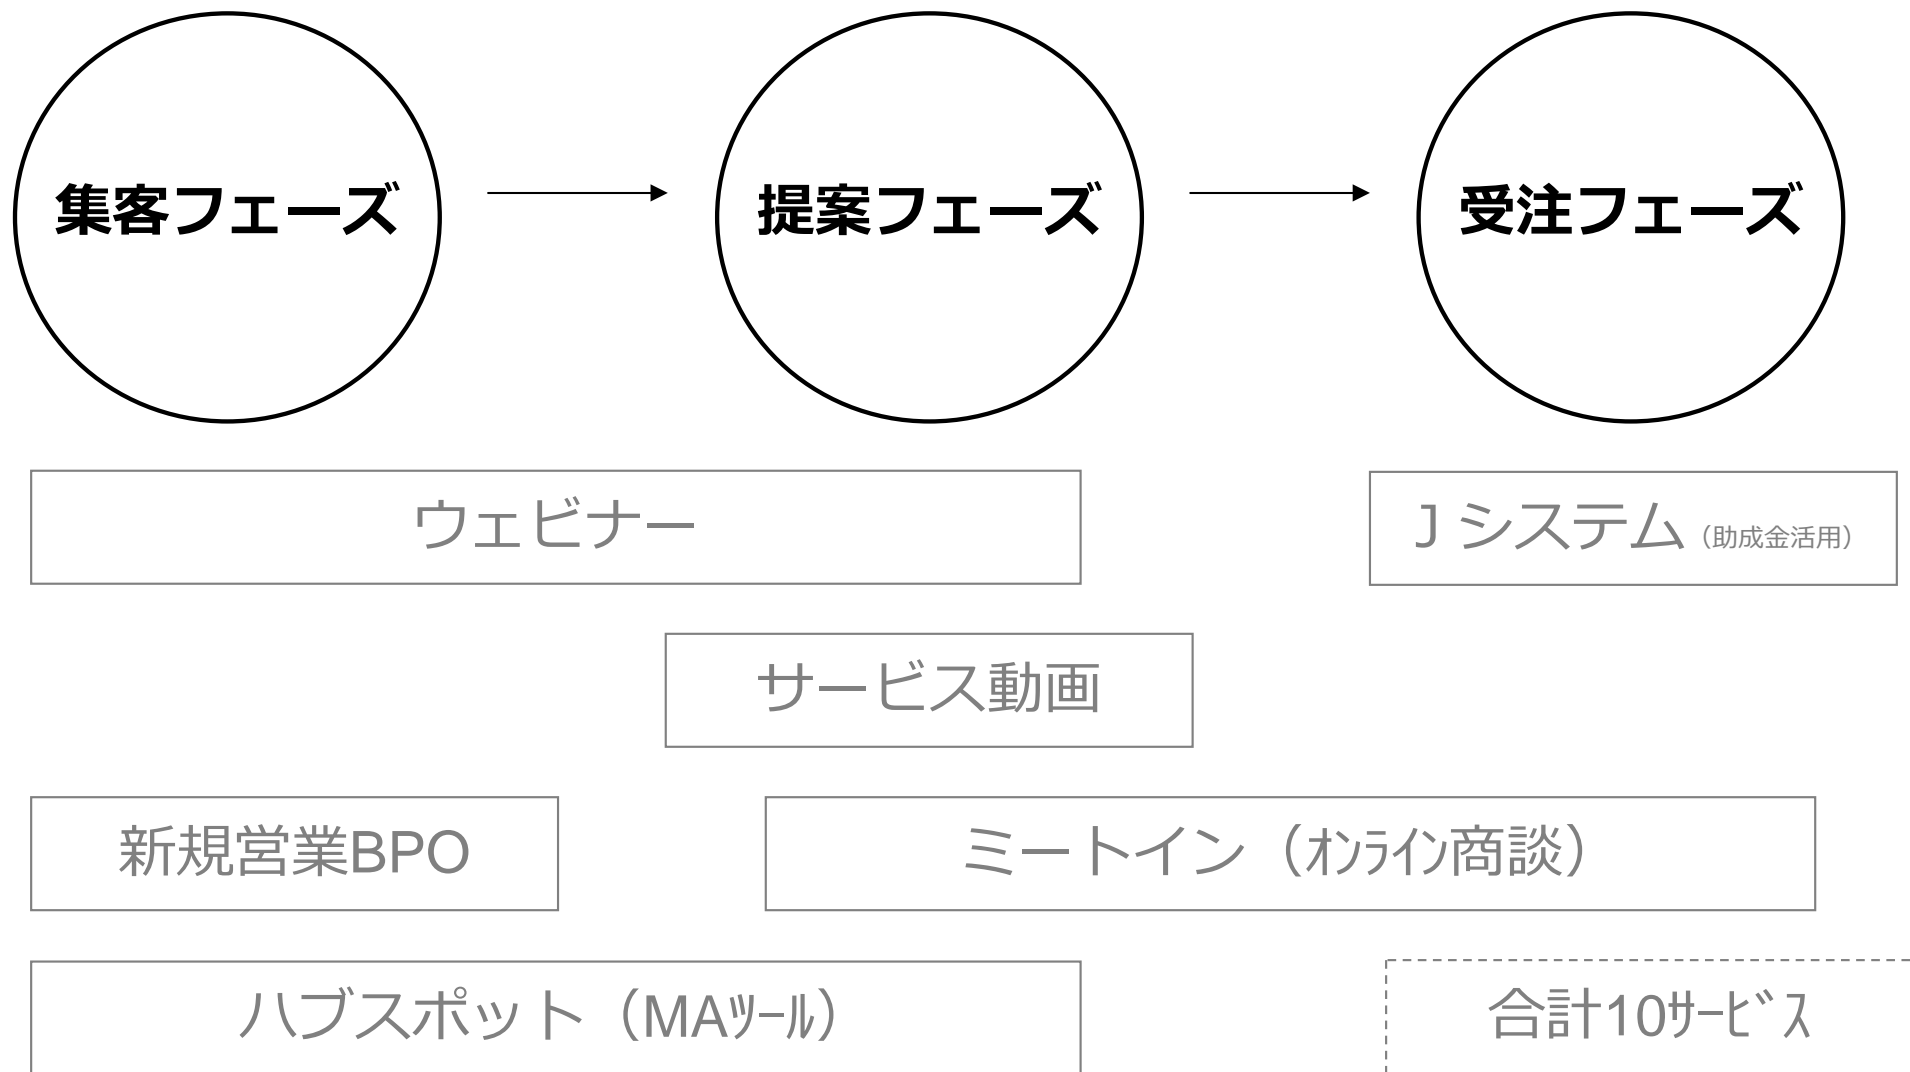 集客フェーズ
提案フェーズ
受注フェーズ
ウェビナー
Jシステム（助成金活用）
サービス動画
新規営業BPO
ミートイン（ｵﾝﾗｲﾝ商談）
ハブスポット（MAﾂｰﾙ）
合計10ｻｰﾋﾞｽ